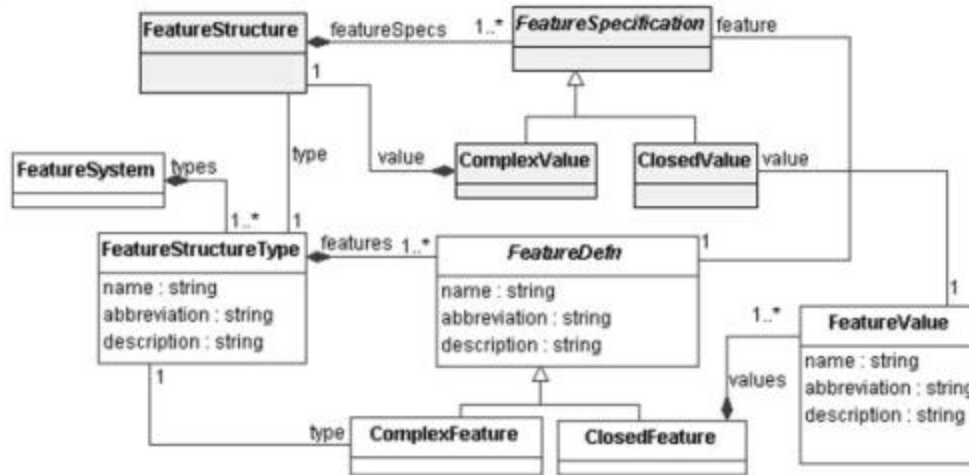 FeatureStructure
featureSpecs
1..*
FeatureSpecification
feature
1
type
value
ComplexValue
ClosedValue
value
FeatureSystem
types
1..*
1
FeatureStructureType
name : string
abbreviation : string
description : string
features
1..*
FeatureDefn
name : string
abbreviation : string
description : string
1
1
1..*
FeatureValue
name : string
abbreviation : string
description : string
values
1
type
ComplexFeature
ClosedFeature